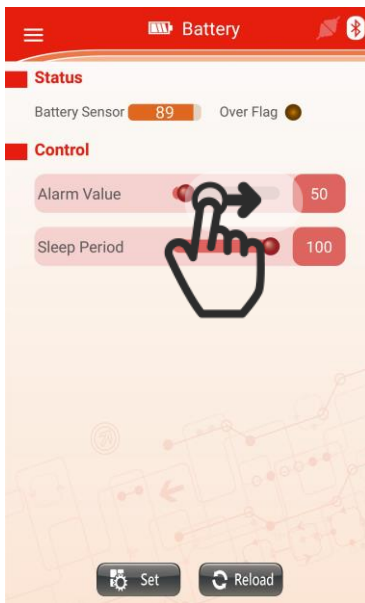 Battery
Status
Battery Sensor 89 Over Flag
Control
Alarm Value 50
Sleep Period 100
Set Reload